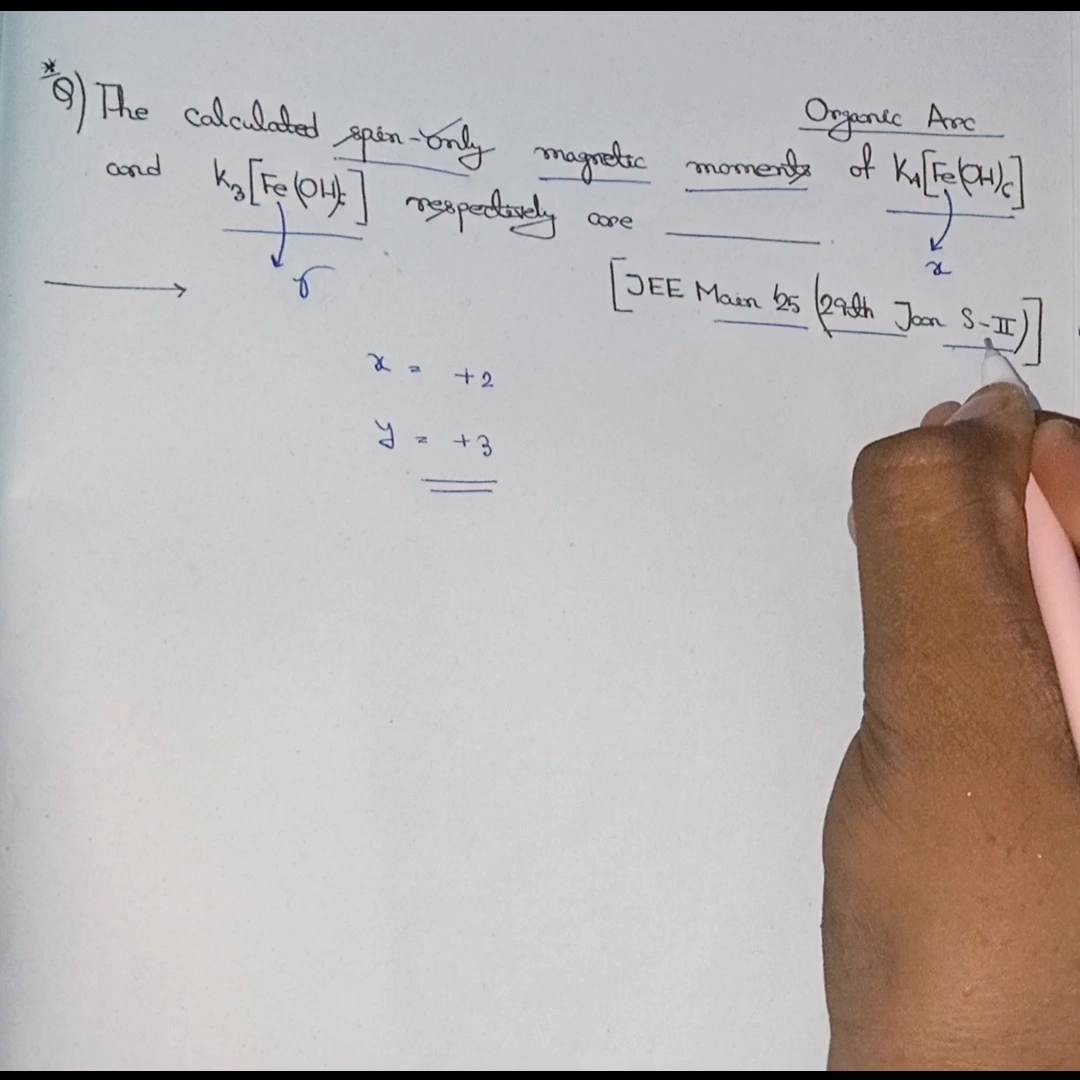 Organic Arc
*Q) The calculated spin-only magnetic moments of K4[Fe(OH)6]
and K3[Fe(OH)6] respectively are ________.
x
y
[JEE Main '25 (29th Jan S-II)]
x = +2
y = +3